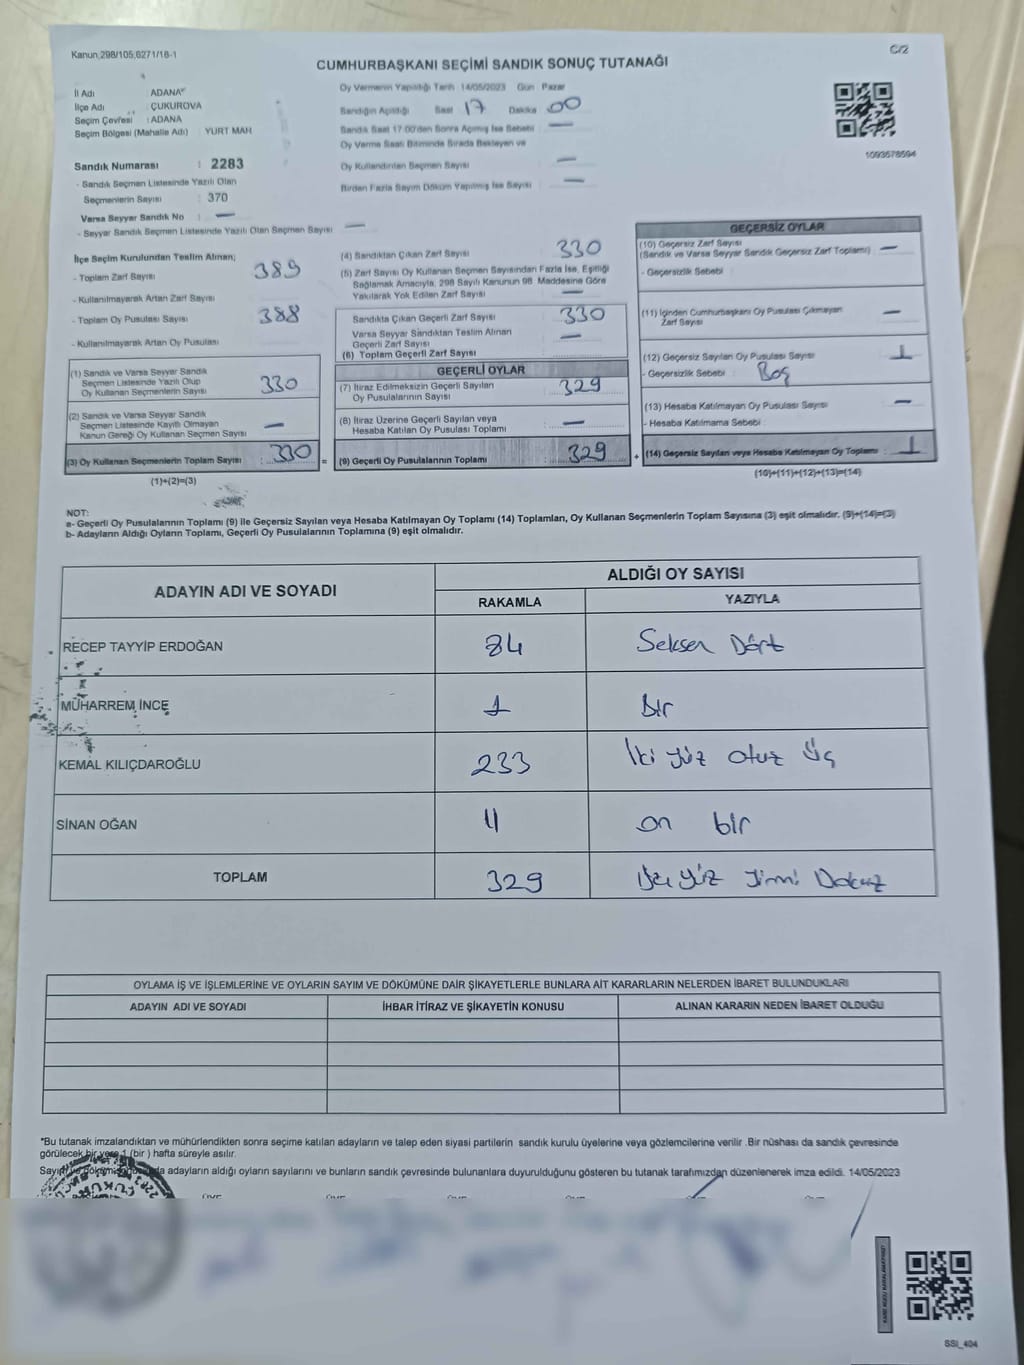 Kanun,298/105,6271/16-1
C/2
CUMHURBAŞKANI SEÇİMİ SANDIK SONUÇ TUTANAĞI
İl Adı ADANA
İlçe Adı : ÇUKUROVA
Seçim Çevresi : ADANA
Seçim Bölgesi (Mahalle Adı) : YURT MAH
Sandık Numarası : 2283
- Sandık Seçmen Listesinde Yazılı Olan
Seçmenlerin Sayısı : 370
Varsa Seyyar Sandık No : —
- Seyyar Sandık Seçmen Listesinde Yazılı Olan Seçmen Sayısı : —
Oy Vermenin Yapıldığı Tarih : 14/05/2023 Gün : Pazar
Sandığın Açıldığı Saat : 17 Dakika : 00
Sandık Saat 17:00'den Sonra Açılmış İse Sebebi : —
Oy Verme Saati Bitiminde Sırada Bekleyen ve
Oy Kullandırılan Seçmen Sayısı : —
Birden Fazla Sayım Döküm Yapılmış İse Sayısı : —
1093578594
İlçe Seçim Kurulundan Teslim Alınan;
- Toplam Zarf Sayısı : 389
- Kullanılmayarak Artan Zarf Sayısı :
- Toplam Oy Pusulası Sayısı : 388
- Kullanılmayarak Artan Oy Pusulası :
(1) Sandık ve Varsa Seyyar Sandık
Seçmen Listesinde Yazılı Olup
Oy Kullanan Seçmenlerin Sayısı : 330
(2) Sandık ve Varsa Seyyar Sandık
Seçmen Listesinde Kayıtlı Olmayan
Kanun Gereği Oy Kullanan Seçmen Sayısı : —
(3) Oy Kullanan Seçmenlerin Toplam Sayısı : 330
(1)+(2)=(3)
(4) Sandıktan Çıkan Zarf Sayısı : 330
(5) Zarf Sayısı Oy Kullanan Seçmen Sayısından Fazla İse, Eşitliği
Sağlamak Amacıyla, 298 Sayılı Kanunun 98. Maddesine Göre
Yakılarak Yok Edilen Zarf Sayısı : —
Sandıkta Çıkan Geçerli Zarf Sayısı : 330
Varsa Seyyar Sandıktan Teslim Alınan
Geçerli Zarf Sayısı : —
(6) Toplam Geçerli Zarf Sayısı :
GEÇERLİ OYLAR
(7) İtiraz Edilmeksizin Geçerli Sayılan
Oy Pusulalarının Sayısı : 329
(8) İtiraz Üzerine Geçerli Sayılan veya
Hesaba Katılan Oy Pusulası Toplamı : —
(9) Geçerli Oy Pusulalarının Toplamı : 329
GEÇERSİZ OYLAR
(10) Geçersiz Zarf Sayısı
(Sandık ve Varsa Seyyar Sandık Geçersiz Zarf Toplamı) : —
- Geçersizlik Sebebi :
(11) İçinden Cumhurbaşkanı Oy Pusulası Çıkmayan
Zarf Sayısı : —
(12) Geçersiz Sayılan Oy Pusulası Sayısı : 1
- Geçersizlik Sebebi : Boş
(13) Hesaba Katılmayan Oy Pusulası Sayısı : —
- Hesaba Katılmama Sebebi :
(14) Geçersiz Sayılan veya Hesaba Katılmayan Oy Toplamı : 1
(10)+(11)+(12)+(13)=(14)
NOT:
a- Geçerli Oy Pusulalarının Toplamı (9) ile Geçersiz Sayılan veya Hesaba Katılmayan Oy Toplamı (14) Toplamları, Oy Kullanan Seçmenlerin Toplam Sayısına (3) eşit olmalıdır. (9)+(14)=(3)
b- Adayların Aldığı Oyların Toplamı, Geçerli Oy Pusulalarının Toplamına (9) eşit olmalıdır.
ADAYIN ADI VE SOYADI ALDIĞI OY SAYISI
RAKAMLA YAZIYLA
RECEP TAYYİP ERDOĞAN 84 Seksen Dört
MUHARREM İNCE 1 Bir
KEMAL KILIÇDAROĞLU 233 İki yüz otuz üç
SİNAN OĞAN 11 on bir
TOPLAM 329 Üç yüz Yirmi Dokuz
OYLAMA İŞ VE İŞLEMLERİNE VE OYLARIN SAYIM VE DÖKÜMÜNE DAİR ŞİKAYETLERLE BUNLARA AİT KARARLARIN NELERDEN İBARET BULUNDUKLARI
ADAYIN ADI VE SOYADI İHBAR İTİRAZ VE ŞİKAYETİN KONUSU ALINAN KARARIN NEDEN İBARET OLDUĞU
*Bu tutanak imzalandıktan ve mühürlendikten sonra seçime katılan adayların ve talep eden siyasi partilerin sandık kurulu üyelerine veya gözlemcilerine verilir .Bir nüshası da sandık çevresinde
görülecek bir yere 1 (bir ) hafta süreyle asılır.
adayların aldığı oyların sayılarını ve bunların sandık çevresinde bulunanlara duyurulduğunu gösteren bu tutanak tarafımızdan düzenlenerek imza edildi. 14/05/2023
SSI_404